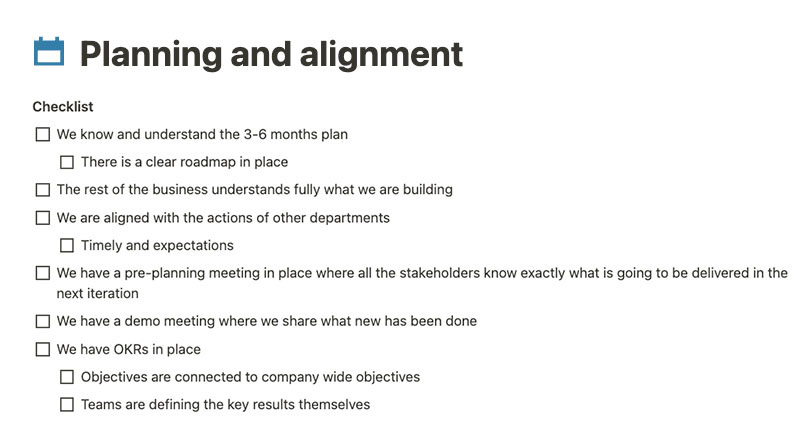 Planning and alignment
Checklist
We know and understand the 3-6 months plan
There is a clear roadmap in place
The rest of the business understands fully what we are building
We are aligned with the actions of other departments
Timely and expectations
We have a pre-planning meeting in place where all the stakeholders know exactly what is going to be delivered in the
next iteration
We have a demo meeting where we share what new has been done
We have OKRs in place
Objectives are connected to company wide objectives
Teams are defining the key results themselves